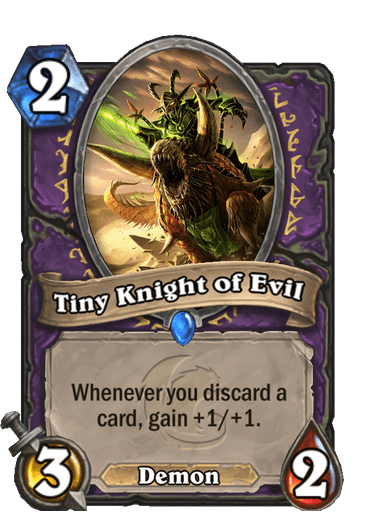 2
Tiny Knight of Evil
Whenever you discard a
card, gain +1/+1.
3
Demon
2